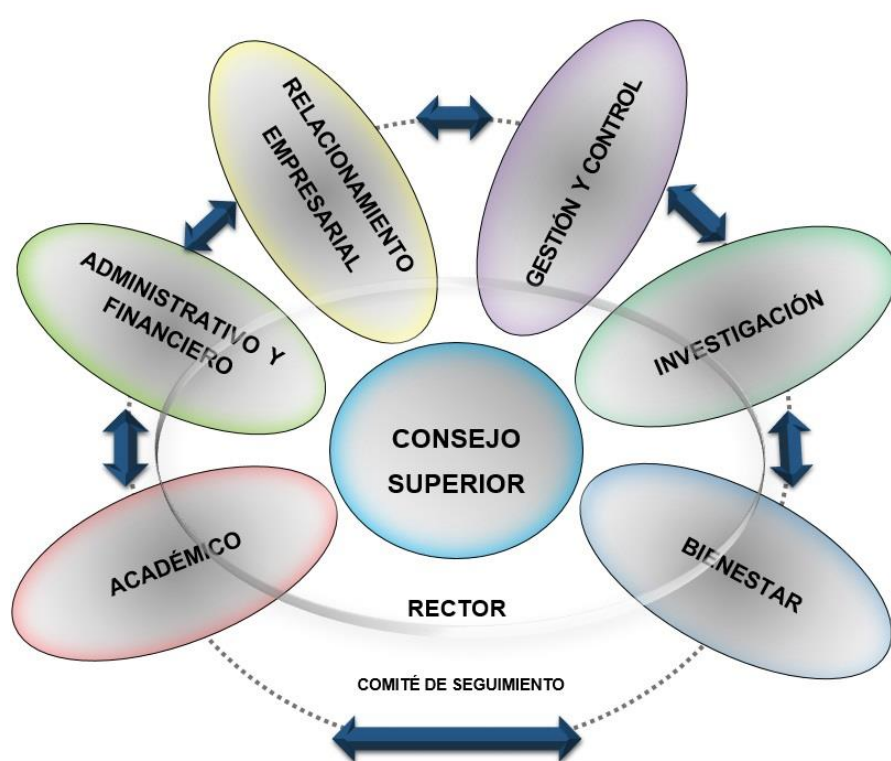 RELACIONAMIENTO
EMPRESARIAL
GESTIÓN Y CONTROL
ADMINISTRATIVO Y
FINANCIERO
INVESTIGACIÓN
CONSEJO
SUPERIOR
ACADÉMICO
BIENESTAR
RECTOR
COMITÉ DE SEGUIMIENTO